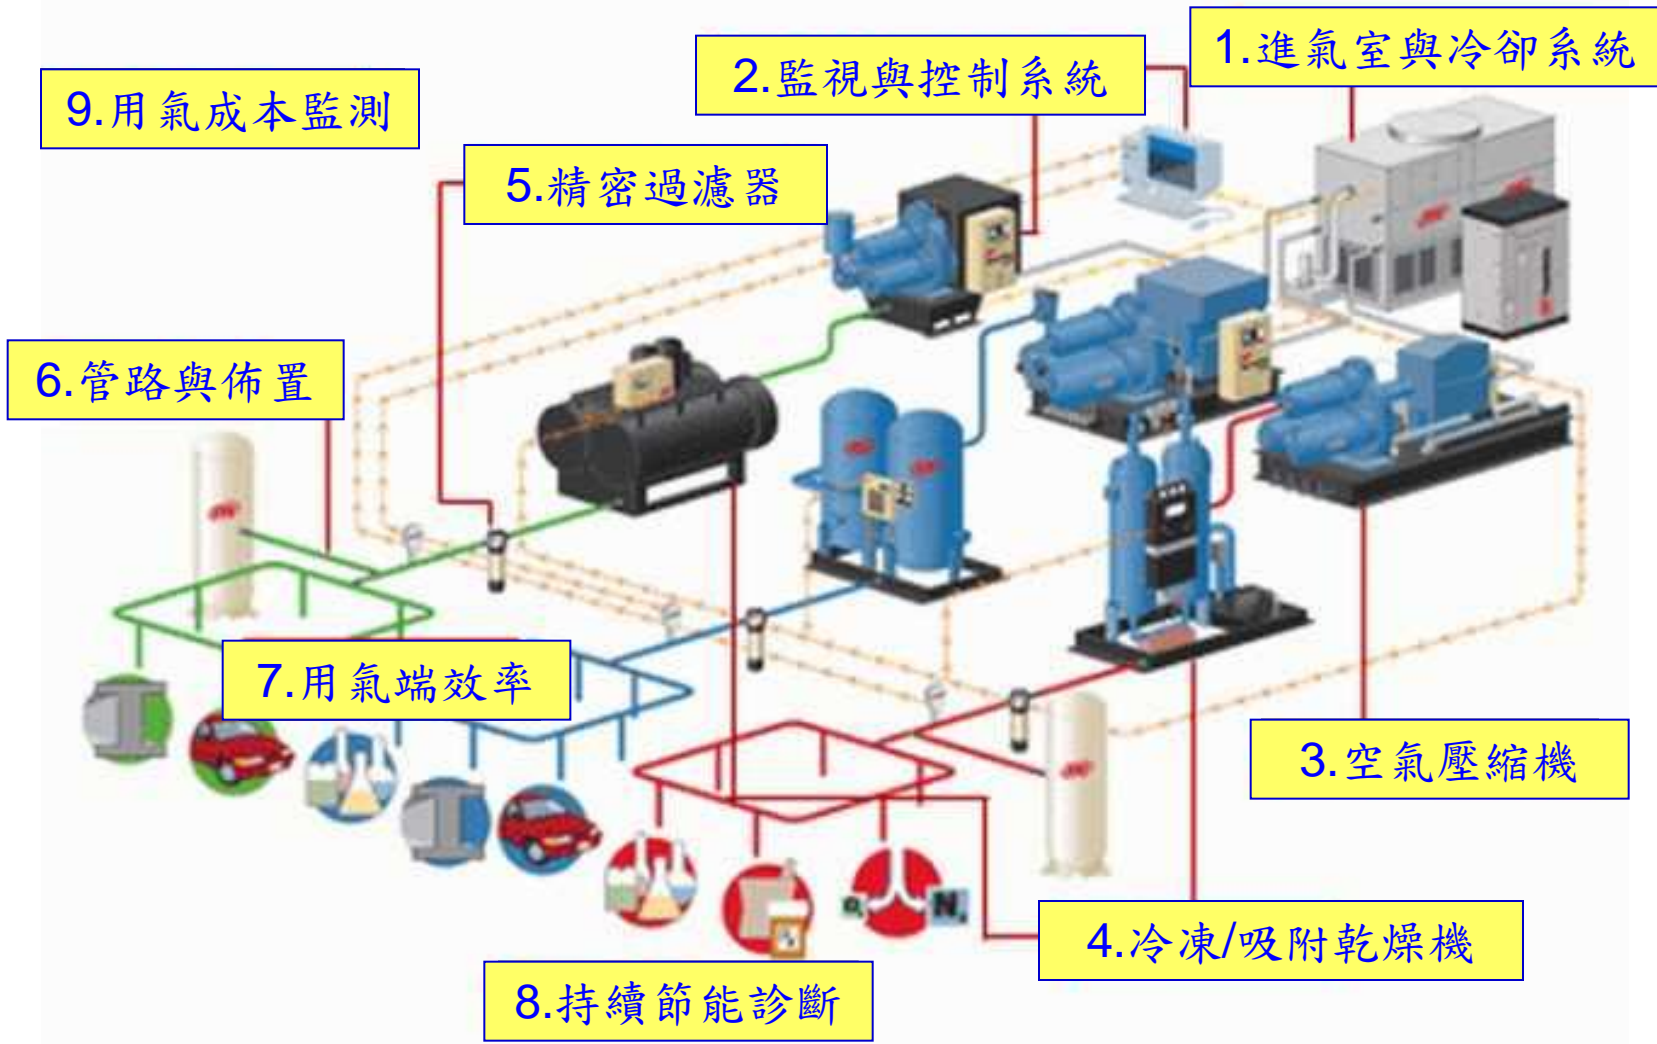 1.進氣室與冷卻系統
2.監視與控制系統
9.用氣成本監測
5.精密過濾器
6.管路與佈置
7.用氣端效率
3.空氣壓縮機
4.冷凍/吸附乾燥機
8.持續節能診斷